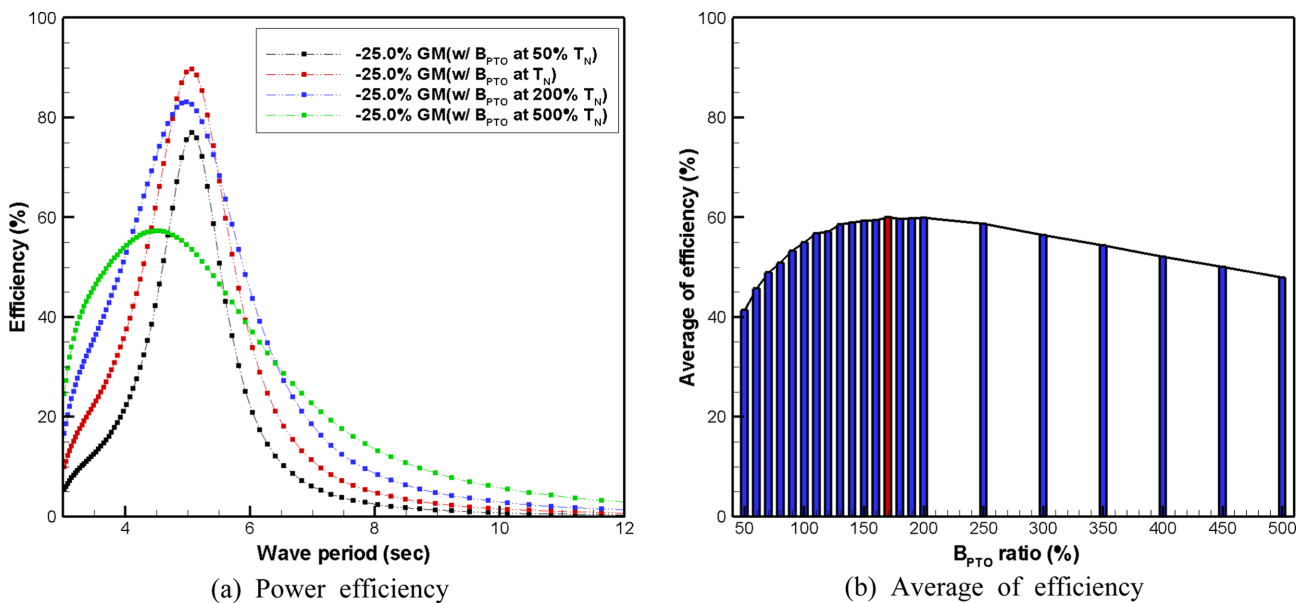 100
80
60
40
20
0
Efficiency (%)
-25.0% GM(w/ BPTO at 50% TN)
-25.0% GM(w/ BPTO at TN)
-25.0% GM(w/ BPTO at 200% TN)
-25.0% GM(w/ BPTO at 500% TN)
4 6 8 10 12
Wave period (sec)
(a) Power efficiency
100
80
60
40
20
0
Average of efficiency (%)
50 100 150 200 250 300 350 400 450 500
BPTO ratio (%)
(b) Average of efficiency